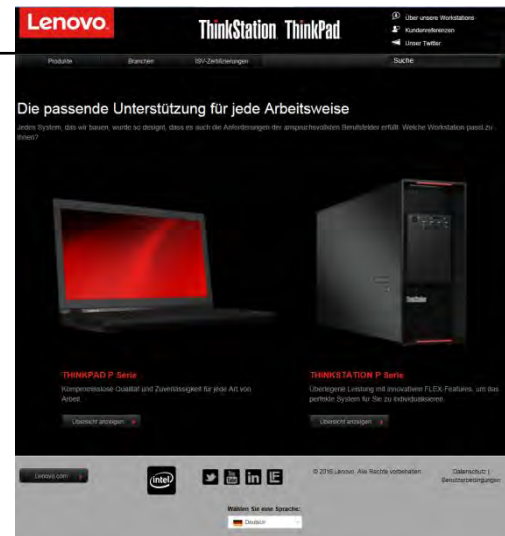 Lenovo
ThinkStation ThinkPad
Über unsere Workstations
Kundenreferenzen
Unser Twitter
Produkte
Branchen
ISV-Zertifizierungen
Suche
Die passende Unterstützung für jede Arbeitsweise
Jedes System, das wir bauen, wurde so designt, dass es auch die Anforderungen der anspruchsvollsten Berufsfelder erfüllt. Welche Workstation passt zu
Ihnen?
ThinkStation
THINKPAD P Serie
Kompromisslose Qualität und Zuverlässigkeit für jede Art von
Arbeit.
Übersicht anzeigen
THINKSTATION P Serie
Überlegene Leistung mit innovativen FLEX-Features, um das
perfekte System für Sie zu individualisieren.
Übersicht anzeigen
Lenovo.com
intel
You Tube
in
© 2016 Lenovo. Alle Rechte vorbehalten.
Datenschutz |
Benutzerbedingungen
Wählen Sie eine Sprache:
Deutsch